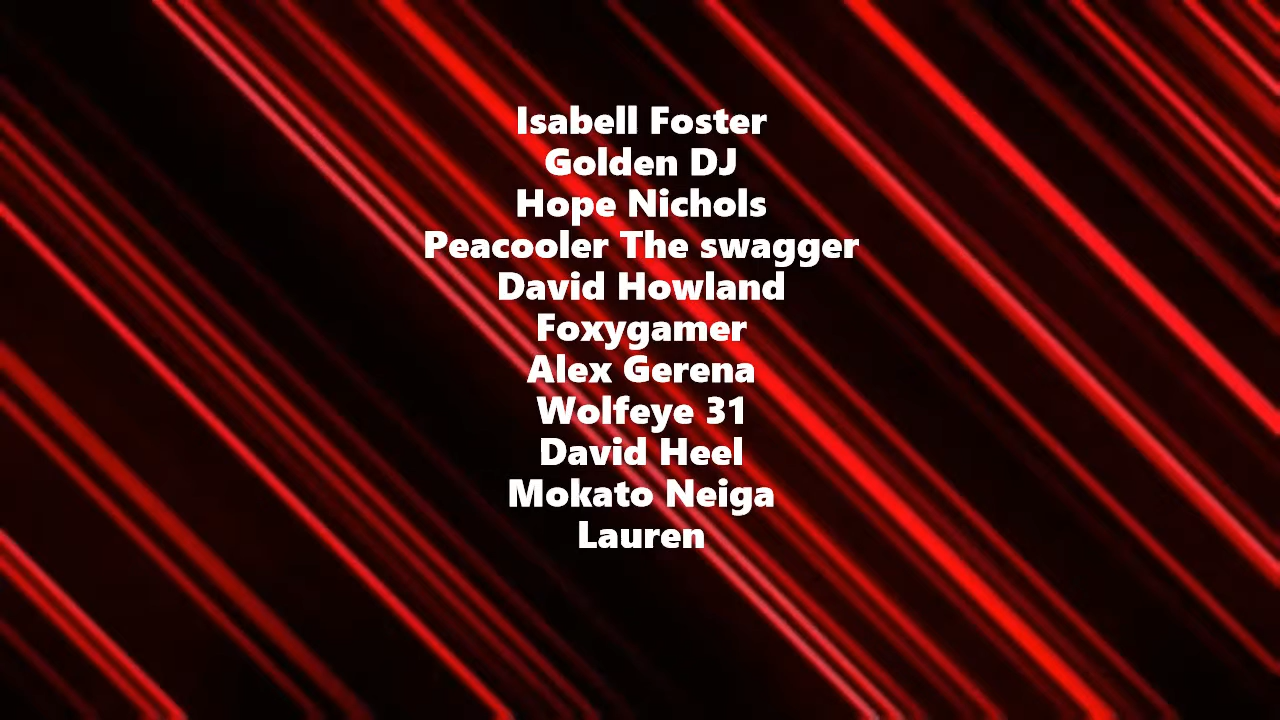 Isabell Foster
Golden DJ
Hope Nichols
Peacooler The swagger
David Howland
Foxygamer
Alex Gerena
Wolfeye 31
David Heel
Mokato Neiga
Lauren